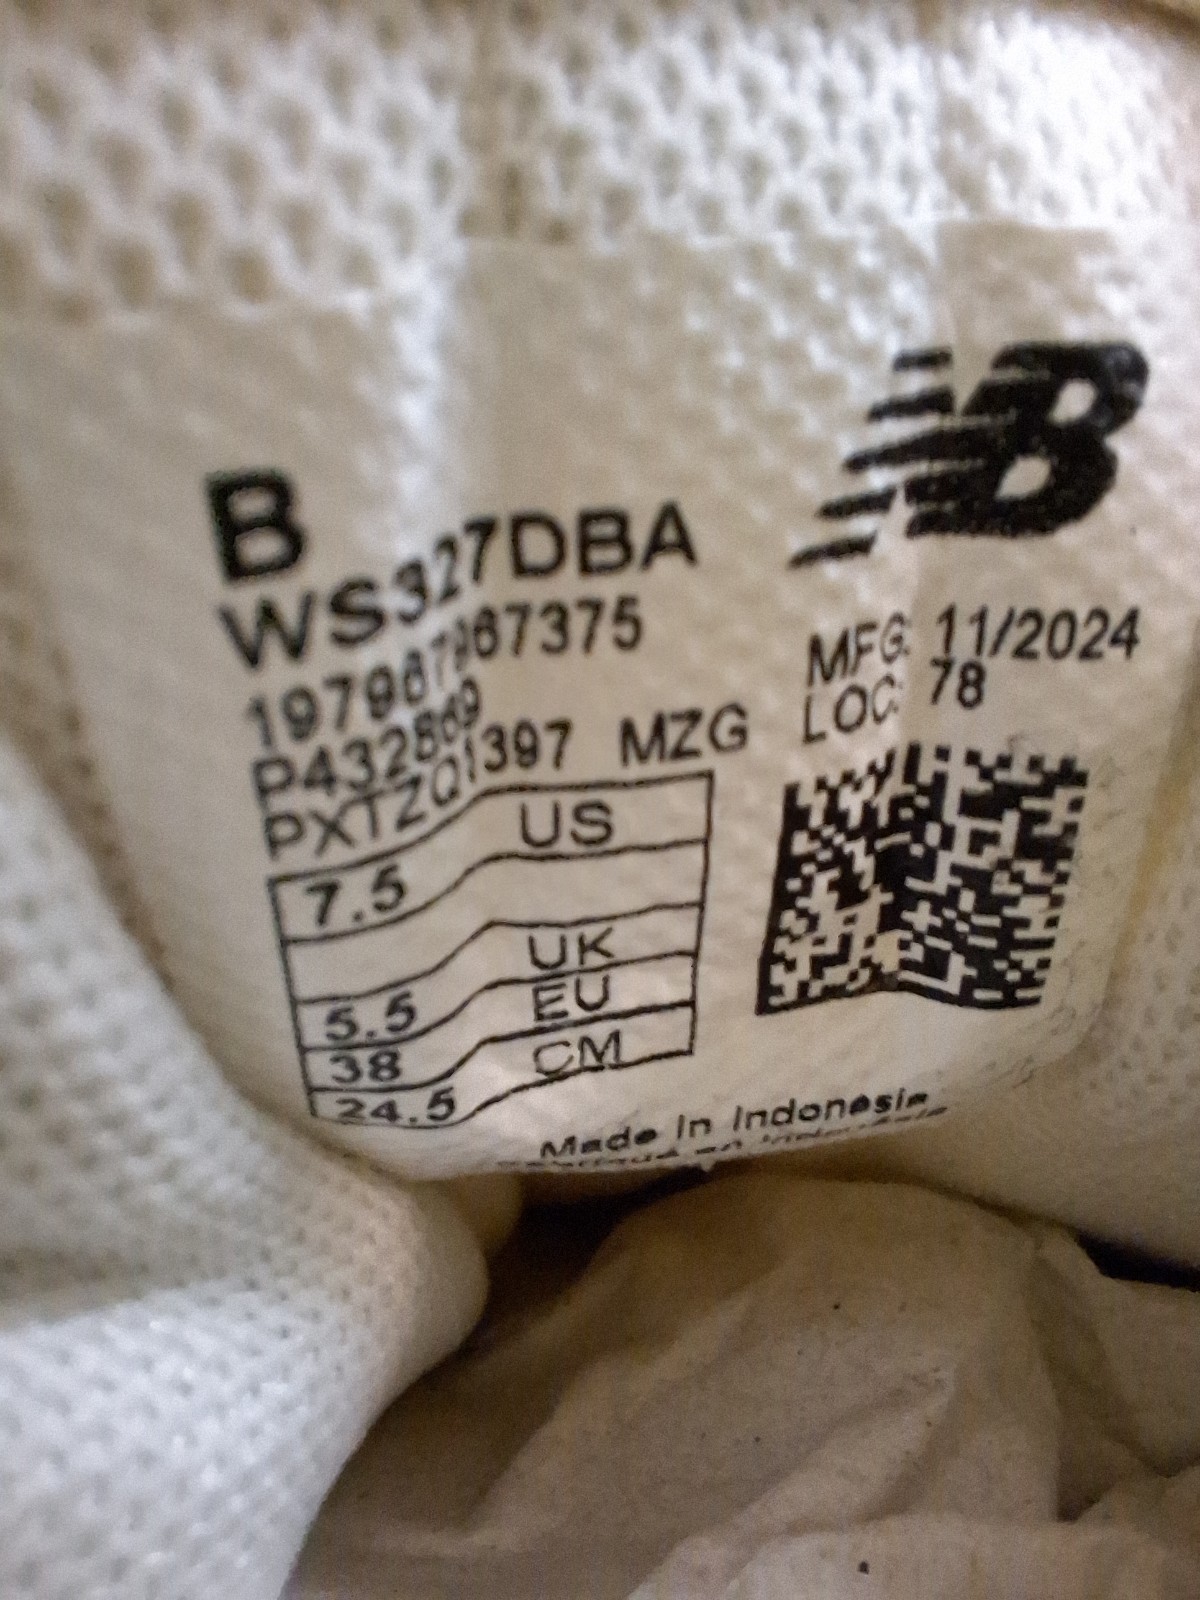 NB
B
WS327DBA
197967967375
P432869
PXTZQ1397 MZG
MFG: 11/2024
LOC: 78
7.5 US
5.5 UK
38 EU
24.5 CM
Made in Indonesia